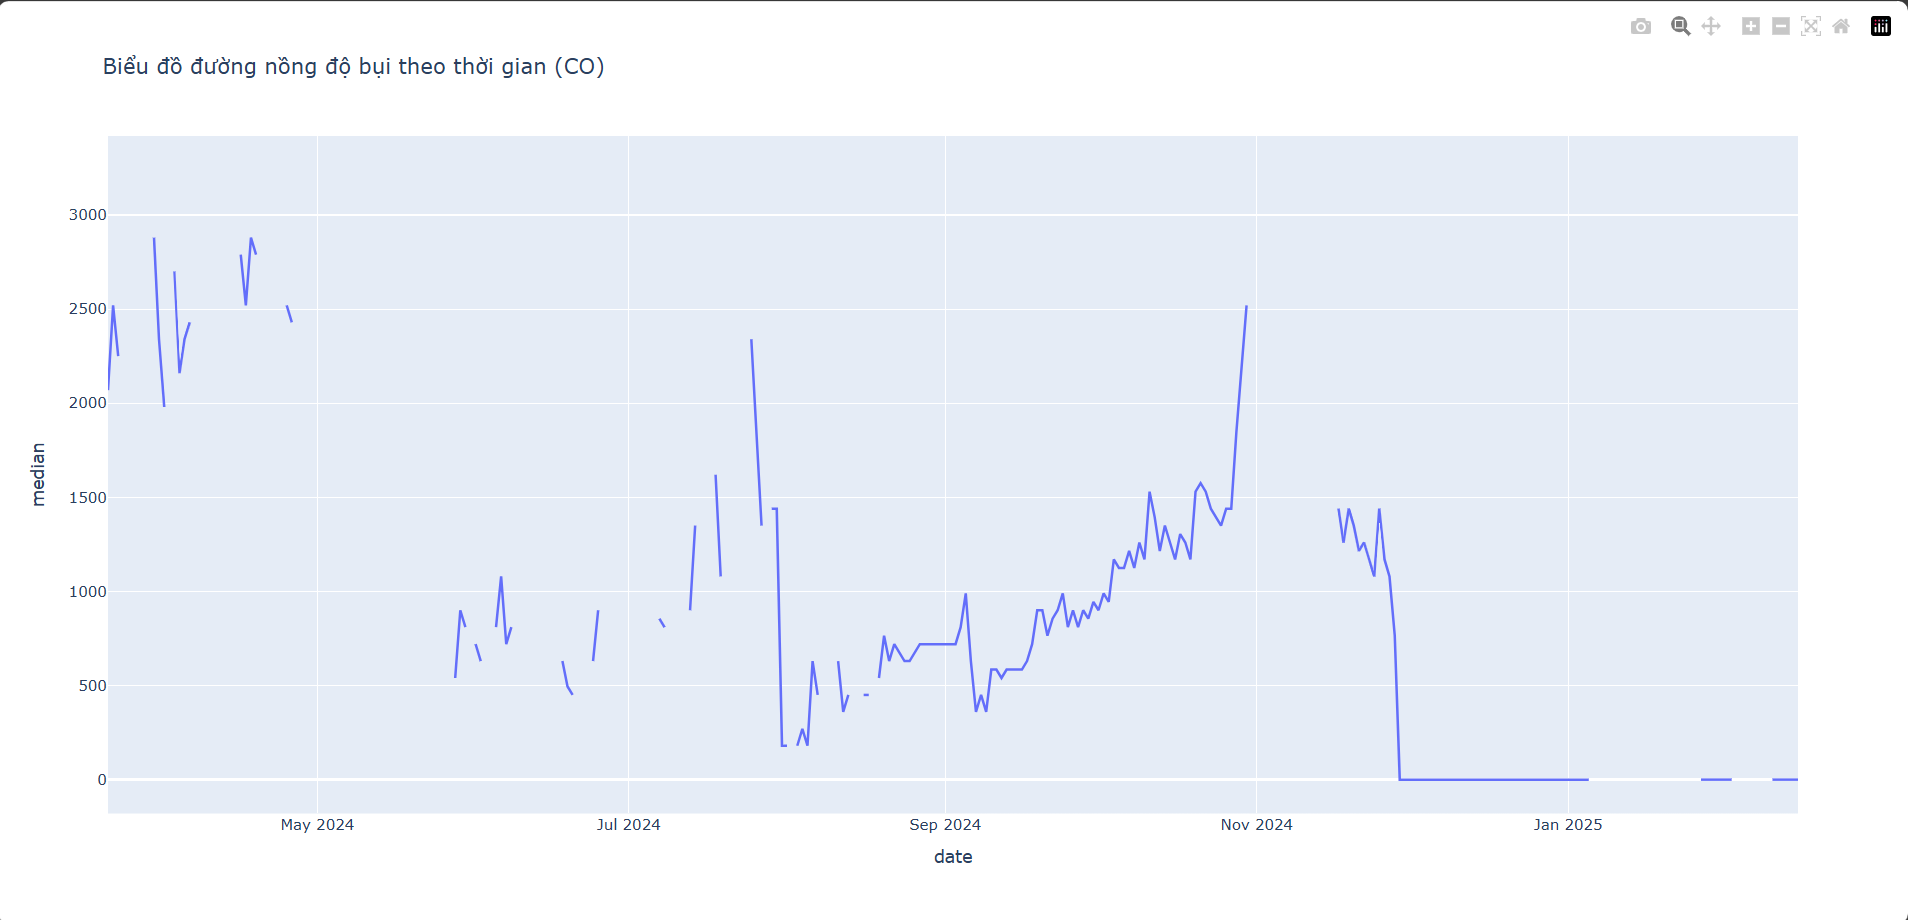 Biểu đồ đường nồng độ bụi theo thời gian (CO)
3000
2500
2000
1500
1000
500
0
median
May 2024
Jul 2024
Sep 2024
Nov 2024
Jan 2025
date